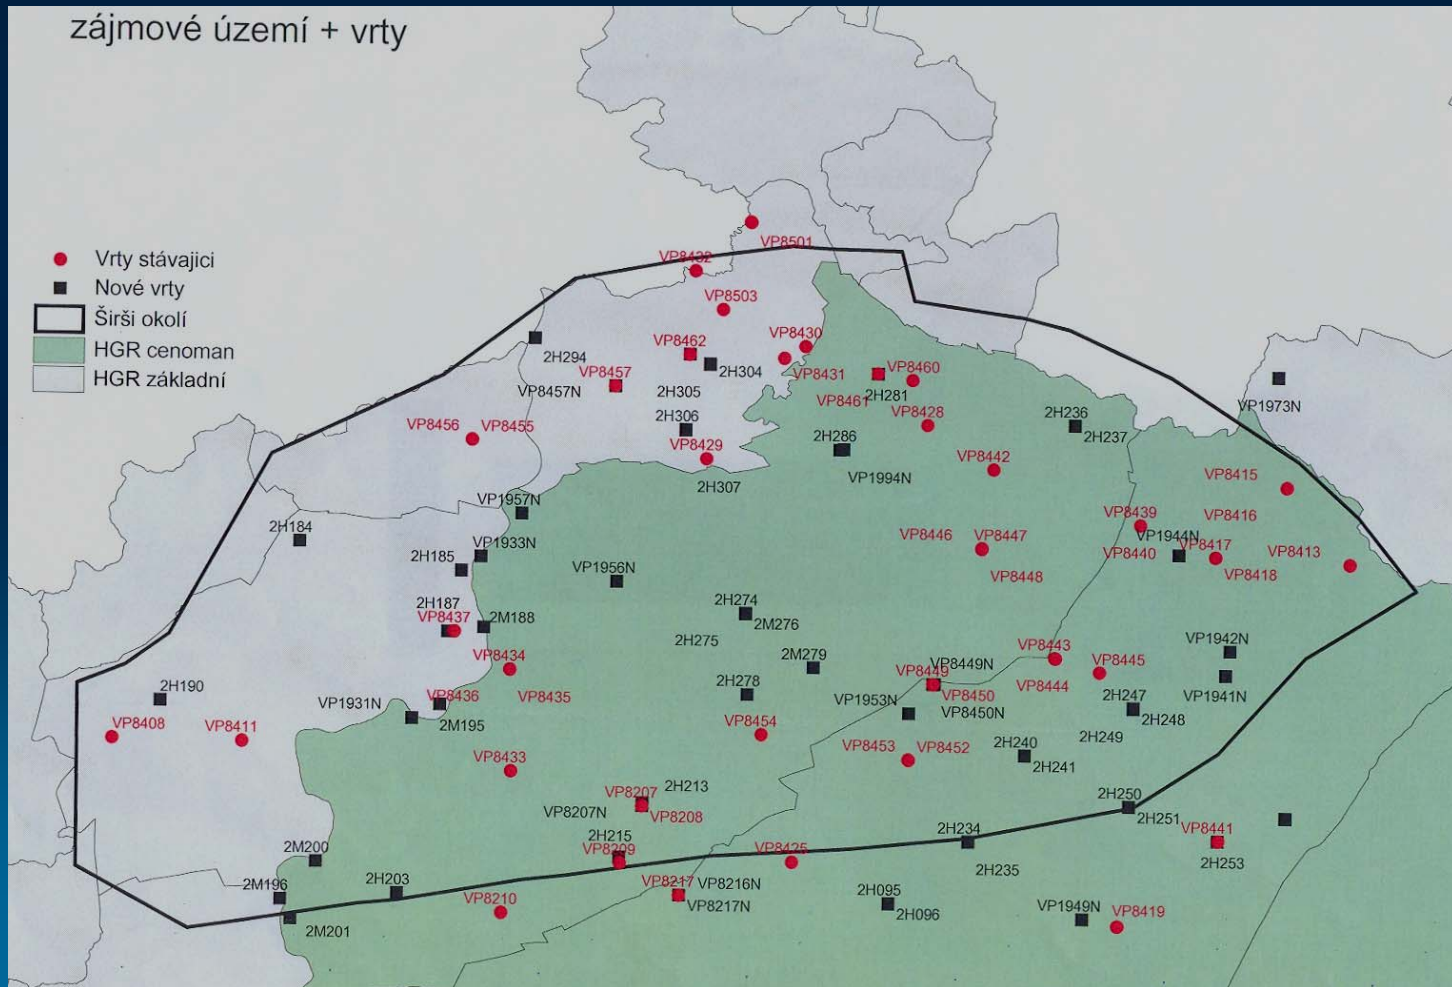 zájmové území + vrty
Vrty stávajici
Nové vrty
Širši okolí
HGR cenoman
HGR základní
VP8501
VP8432
VP8503
VP8430
VP8462
2H294
2H304
VP8431
VP8460
VP8457
VP8457N
2H305
VP8461
2H281
VP1973N
2H306
2H236
VP8456
VP8455
VP8428
2H237
2H286
VP8429
VP8442
VP1994N
VP8415
2H307
VP1957N
VP8439
VP8416
2H184
VP1933N
VP8446
VP8447
VP1944N
2H185
VP8440
VP8417
VP8413
VP1956N
VP8448
VP8418
2H187
2H274
VP8437
2M188
2M276
2H275
VP1942N
VP8434
2M279
VP8449N
VP8443
VP8445
VP8449
VP8444
2H190
VP8436
VP8435
2H278
VP1953N
VP8450
VP1941N
VP1931N
VP8450N
2H247
2M195
2H248
VP8408
VP8411
VP8454
2H249
VP8433
VP8453
VP8452
2H240
2H241
2H213
VP8207
VP8207N
VP8208
2H250
2H251
2H215
2H234
VP8441
2M200
VP8209
VP8425
2H235
2H253
2M196
2H203
VP8217
VP8216N
2H095
VP8210
VP8217N
2H096
VP1949N
VP8419
2M201